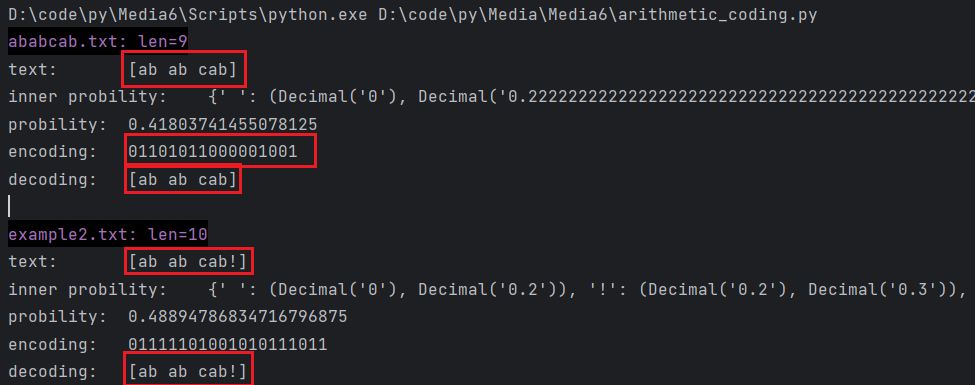 D:\code\py\Media6\Scripts\python.exe D:\code\py\Media\Media6\arithmetic_coding.py
ababcab.txt: len=9
text: [ab ab cab]
inner probility: {' ': (Decimal('0'), Decimal('0.2222222222222222222222222222222222222222222222
probility: 0.41803741455078125
encoding: 01101011000001001
decoding: [ab ab cab]
example2.txt: len=10
text: [ab ab cab!]
inner probility: {' ': (Decimal('0'), Decimal('0.2')), '!': (Decimal('0.2'), Decimal('0.3')),
probility: 0.48894786834716796875
encoding: 01111101001010111011
decoding: [ab ab cab!]